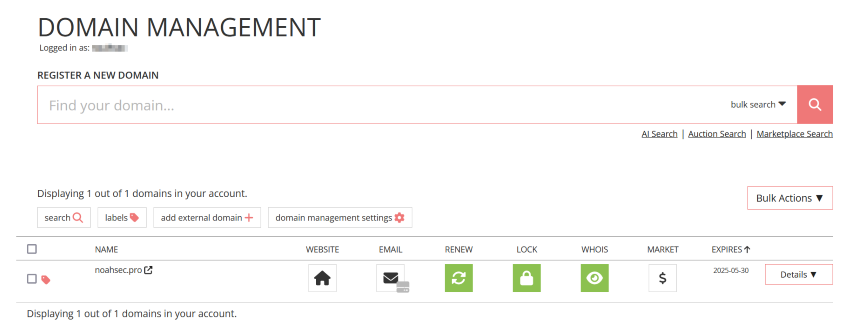 DOMAIN MANAGEMENT
Logged in as:
REGISTER A NEW DOMAIN
Find your domain... bulk search ▼
AI Search | Auction Search | Marketplace Search
Displaying 1 out of 1 domains in your account.
Bulk Actions ▼
search labels add external domain + domain management settings
NAME WEBSITE EMAIL RENEW LOCK WHOIS MARKET EXPIRES ↑
noahsec.pro $ 2025-05-30 Details ▼
Displaying 1 out of 1 domains in your account.